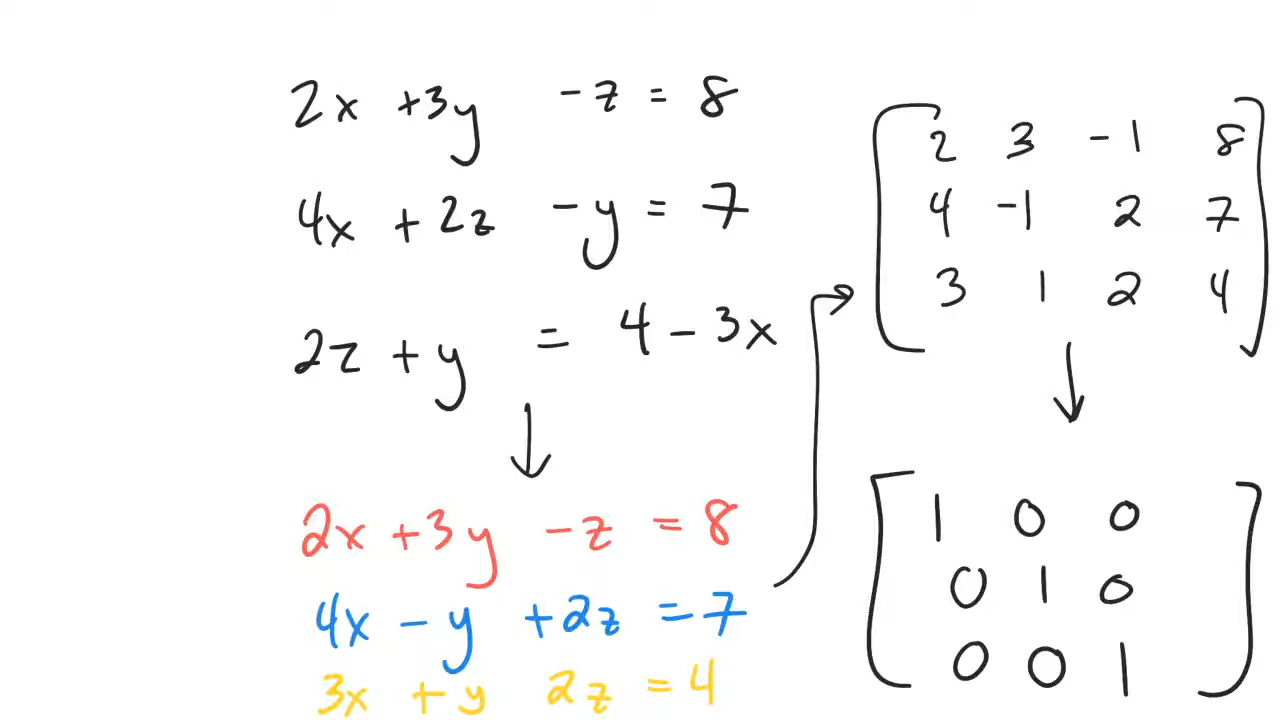 2x +3y -z = 8
4x +2z -y = 7
2z + y = 4 - 3x
2x +3y -z = 8
4x - y +2z = 7
3x + y 2z = 4
2 3 -1 8
4 -1 2 7
3 1 2 4
1 0 0
0 1 0
0 0 1